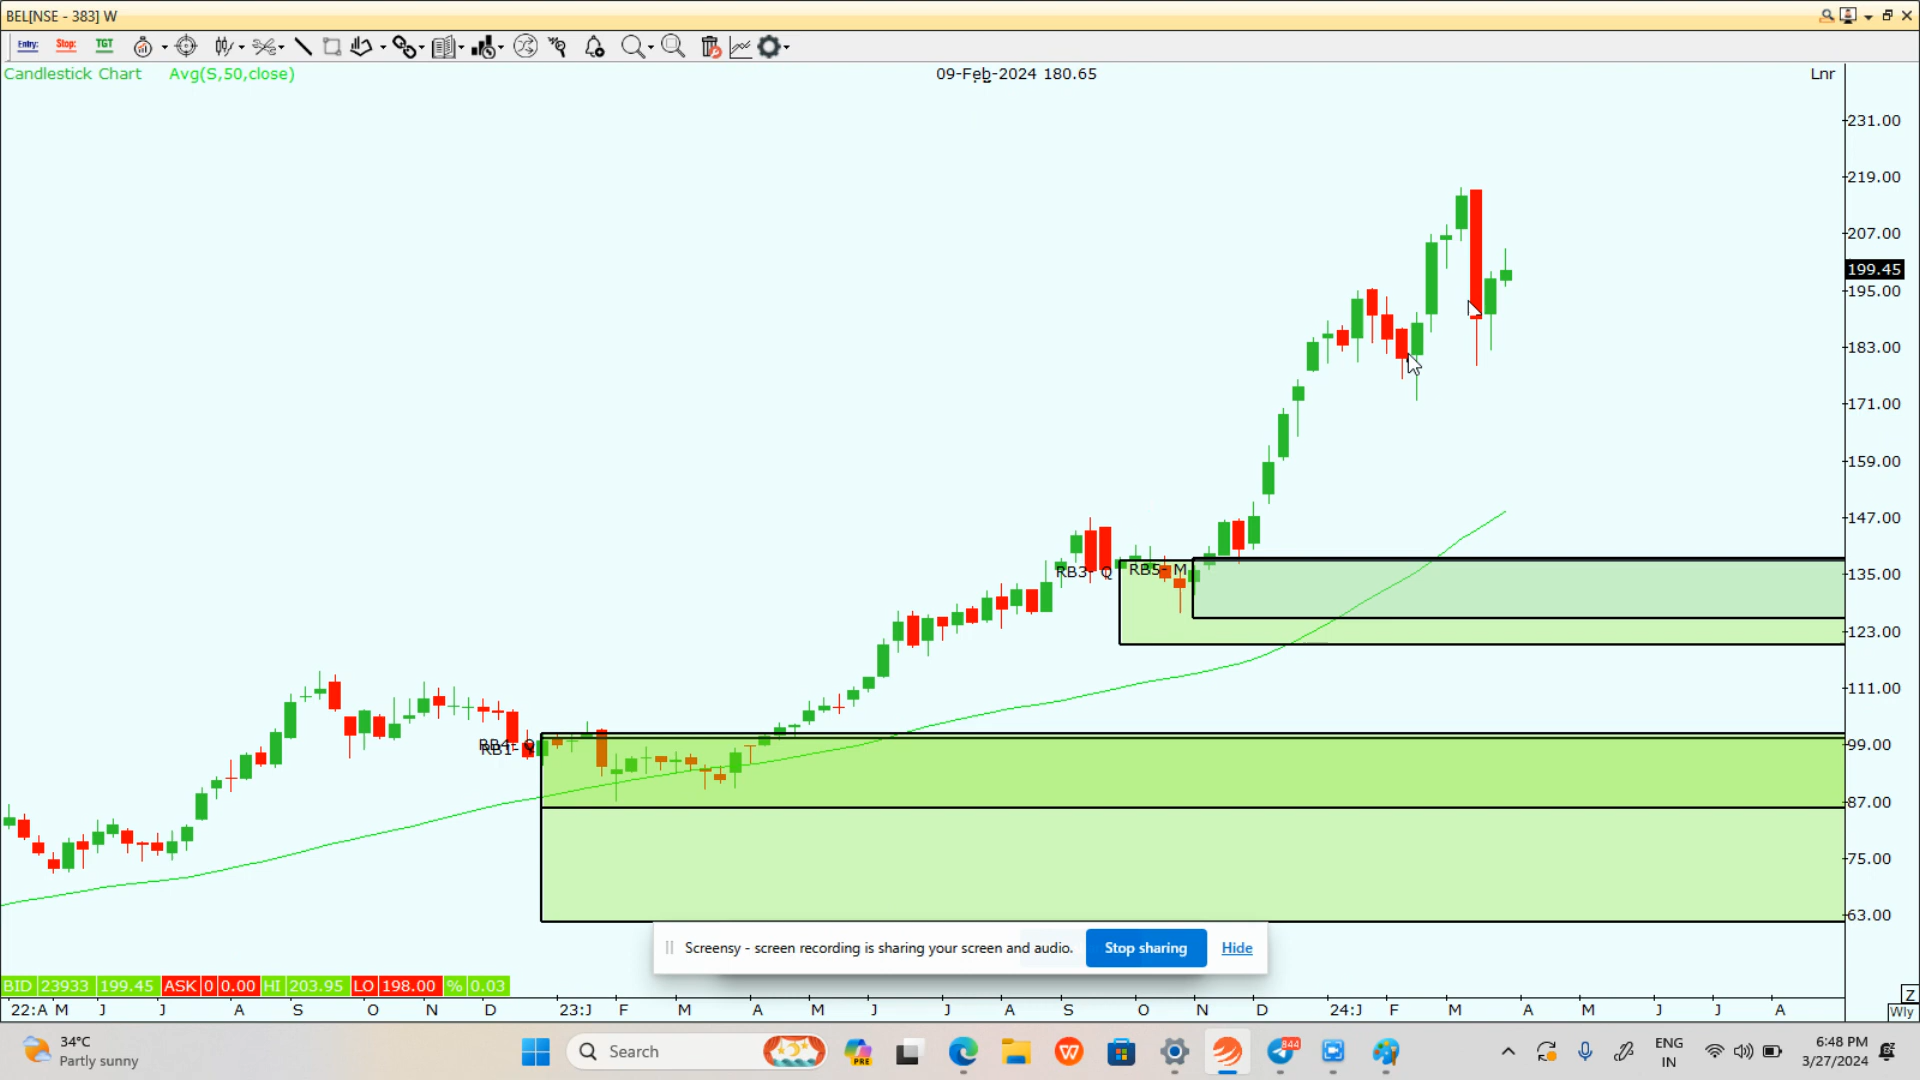 BEL[NSE - 383] W
Entry: Stop: TGT
Candlestick Chart Avg(S,50,close) 09-Feb-2024 180.65 Lnr
231.00
219.00
207.00
199.45
195.00
183.00
171.00
159.00
147.00
RB3- Q RB5- M 135.00
123.00
111.00
99.00
87.00
75.00
63.00
Screensy - screen recording is sharing your screen and audio. Stop sharing Hide
BID 23933 199.45 ASK 0 0.00 HI 203.95 LO 198.00 % 0.03
Z
22:A M J J A S O N D 23:J F M A M J J A S O N D 24:J F M A M J J A Wly
34°C
Partly sunny
Search
PRE
844
ENG
IN
6:48 PM
3/27/2024